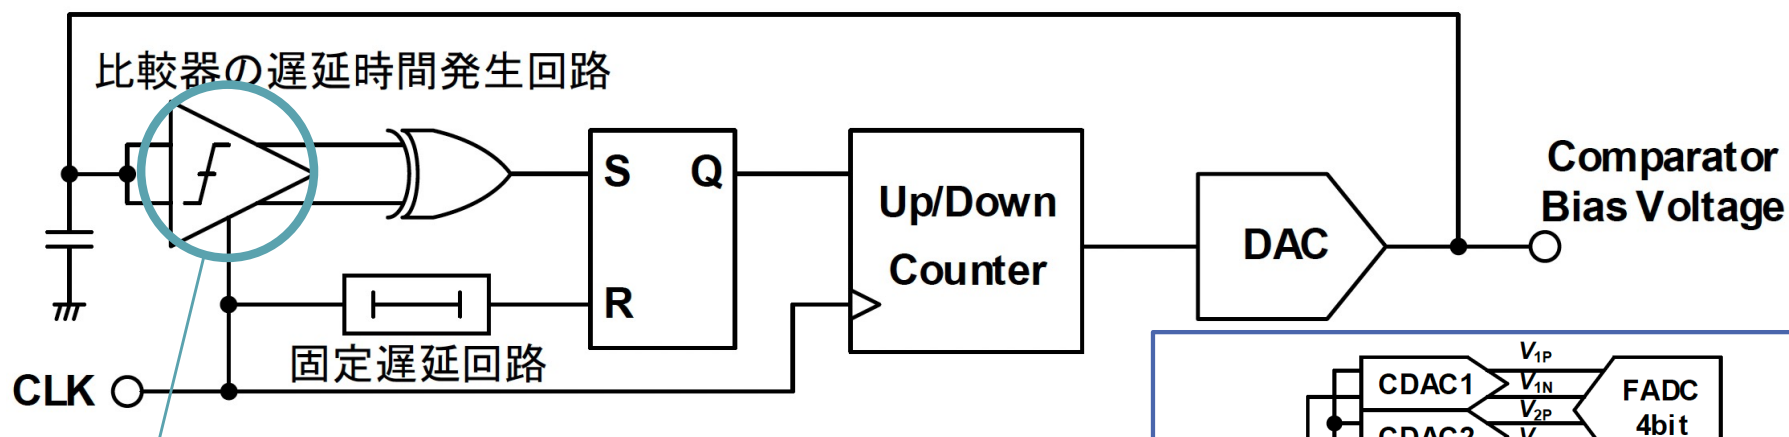 比較器の遅延時間発生回路
S
Q
R
Up/Down
Counter
DAC
Comparator
Bias Voltage
固定遅延回路
CLK
CDAC1
V1P
V1N
V2P
FADC
4bit